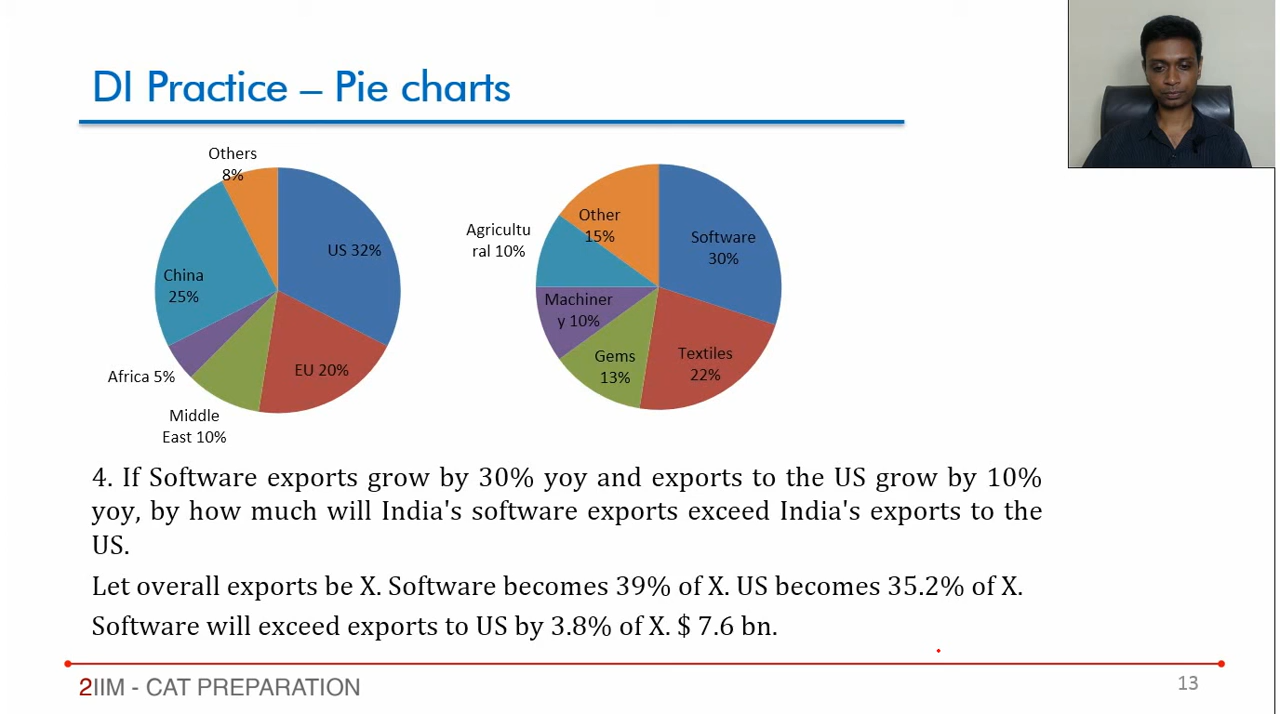 DI Practice – Pie charts
Others
8%
US 32%
China
25%
EU 20%
Africa 5%
Middle
East 10%
Other
15%
Agricultu
ral 10%
Software
30%
Machiner
y 10%
Gems
13%
Textiles
22%
4. If Software exports grow by 30% yoy and exports to the US grow by 10%
yoy, by how much will India's software exports exceed India's exports to the
US.
Let overall exports be X. Software becomes 39% of X. US becomes 35.2% of X.
Software will exceed exports to US by 3.8% of X. $ 7.6 bn.
2IIM - CAT PREPARATION
13